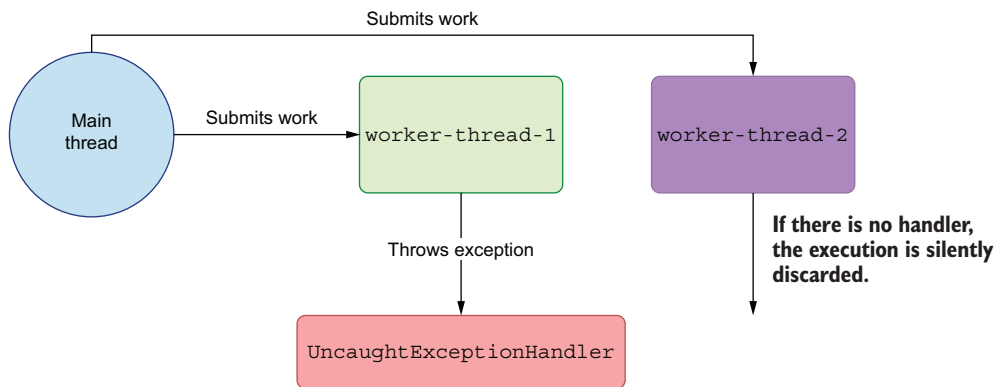 Submits work
Main
thread
Submits work
worker-thread-1
worker-thread-2
If there is no handler,
the execution is silently
discarded.
Throws exception
UncaughtExceptionHandler